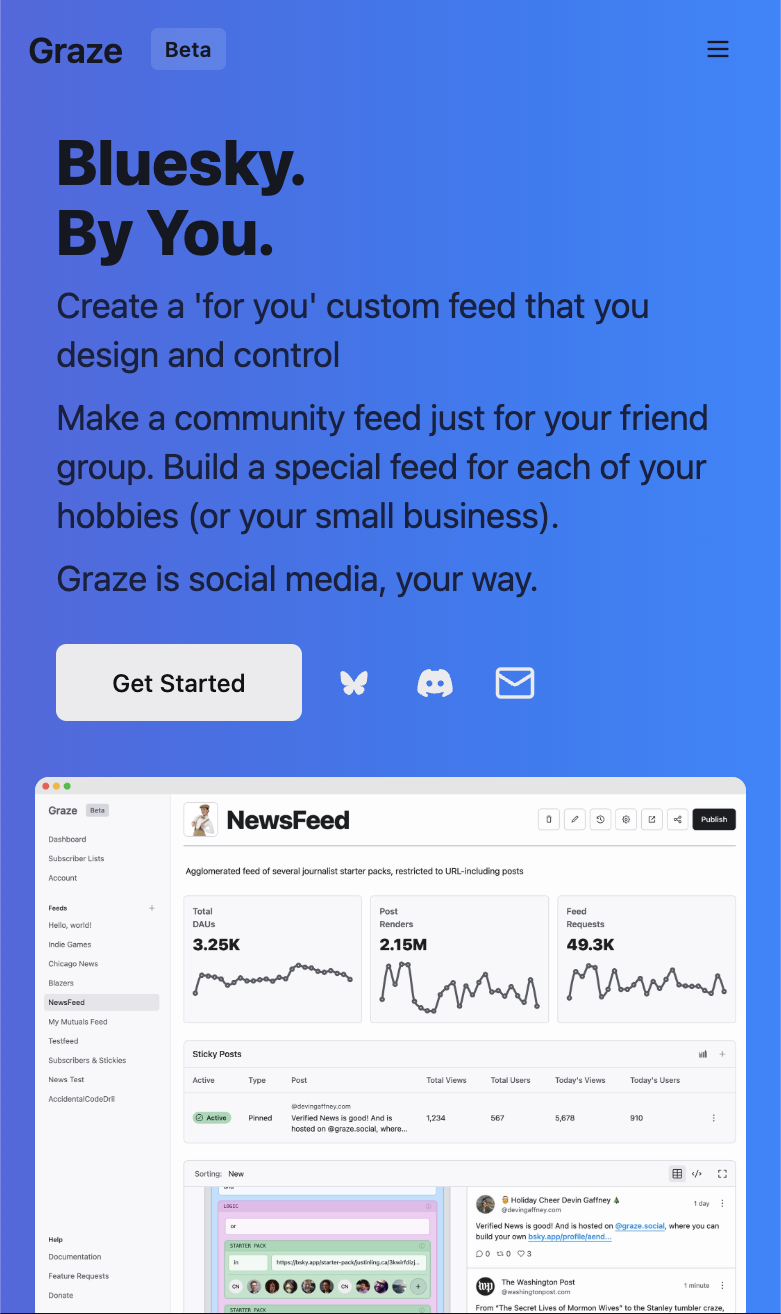 Graze
Beta
Bluesky.
By You.
Create a 'for you' custom feed that you
design and control
Make a community feed just for your friend
group. Build a special feed for each of your
hobbies (or your small business).
Graze is social media, your way.
Get Started
Graze
Beta
Dashboard
Subscriber Lists
Account
Feeds
Hello, world!
Indie Games
Chicago News
Blazers
NewsFeed
My Mutuals Feed
Testfeed
Subscribers & Stickies
News Test
AccidentalCodeDrii
Help
Documentation
Feature Requests
Donate
NewsFeed
Publish
Agglomerated feed of several journalist starter packs, restricted to URL-including posts
Total
DAUs
3.25K
Post
Renders
2.15M
Feed
Requests
49.3K
Sticky Posts
Active Type Post Total Views Total Users Today's Views Today's Users
@devingaffney.com
Active Pinned Verified News is good! And is 1,234 567 5,678 910
hosted on @graze.social, where...
Sorting: New
LOGIC
or
STARTER PACK
in
CN
CN
STARTER PACK
Holiday Cheer Devin Gaffney
1 day
@devingaffney.com
Verified News is good! And is hosted on @graze.social, where you can
build your own bsky.app/profile/aend...
0 0 3
wp
The Washington Post
1 minute
@washingtonpost.com
From “The Secret Lives of Mormon Wives” to the Stanley tumbler craze,